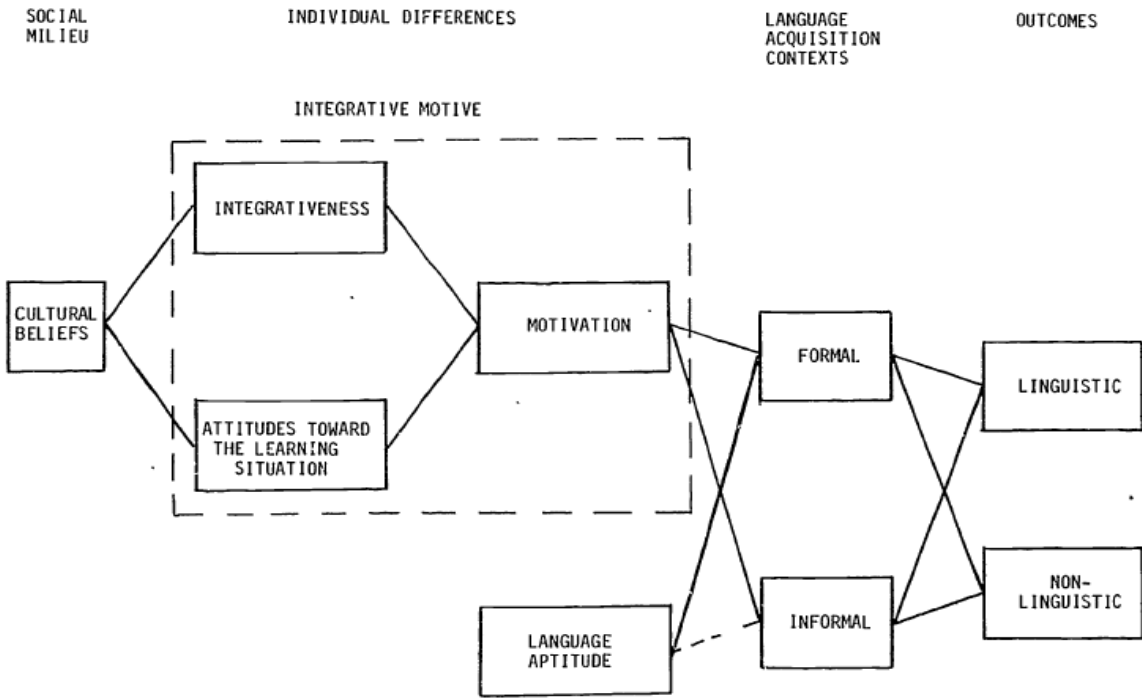 SOCIAL
MILIEU
INDIVIDUAL DIFFERENCES
LANGUAGE
ACQUISITION
CONTEXTS
OUTCOMES
INTEGRATIVE MOTIVE
INTEGRATIVENESS
CULTURAL
BELIEFS
MOTIVATION
ATTITUDES TOWARD
THE LEARNING
SITUATION
FORMAL
LINGUISTIC
LANGUAGE
APTITUDE
INFORMAL
NON-
LINGUISTIC